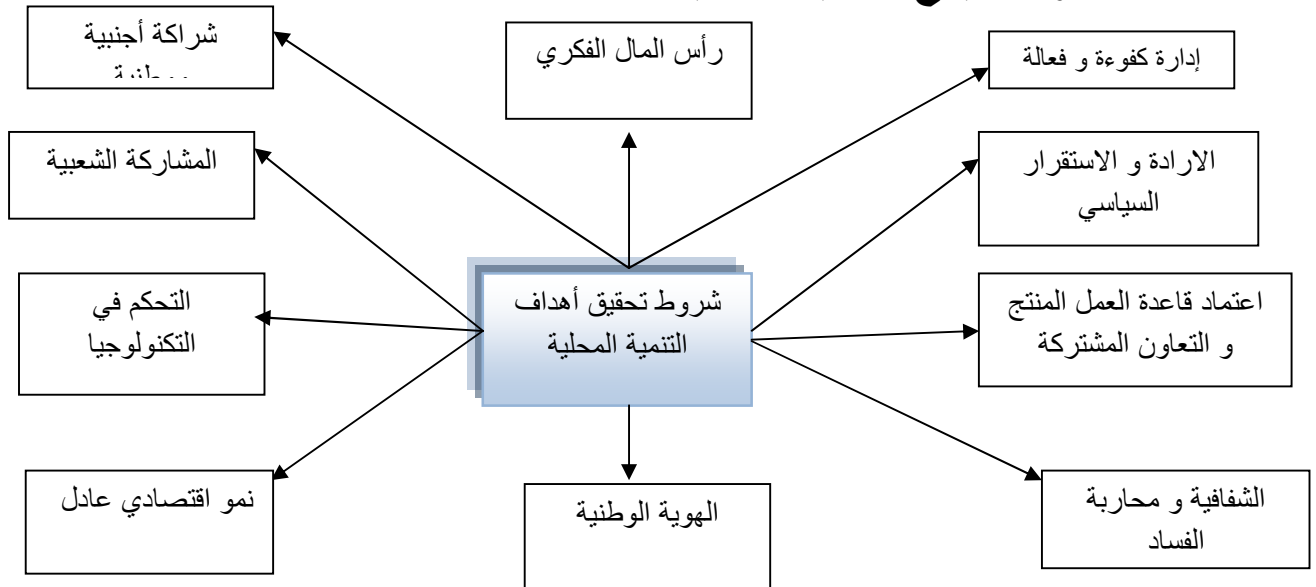 إدارة كفوءة و فعالة
رأس المال الفكري
شراكة أجنبية
الارادة و الاستقرار
السياسي
المشاركة الشعبية
شروط تحقيق أهداف
التنمية المحلية
اعتماد قاعدة العمل المنتج
و التعاون المشتركة
التحكم في
التكنولوجيا
الشفافية و محاربة
الفساد
الهوية الوطنية
نمو اقتصادي عادل